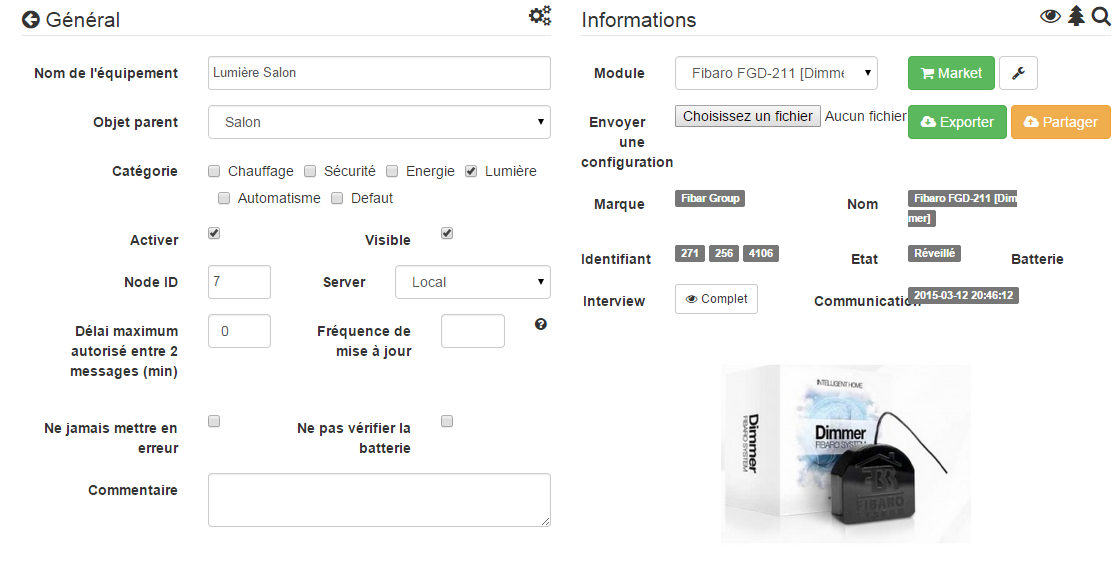 Général
Nom de l'équipement
Lumière Salon
Objet parent
Salon
Catégorie
Chauffage Sécurité Energie Lumière
Automatisme Defaut
Activer
Visible
Node ID
7
Server
Local
Délai maximum
autorisé entre 2
messages (min)
0
Fréquence de
mise à jour
Ne jamais mettre en
erreur
Ne pas vérifier la
batterie
Commentaire
Informations
Module
Fibaro FGD-211 [Dimme
Market
Envoyer
une
configuration
Choisissez un fichier Aucun fichier
Exporter
Partager
Marque
Fibar Group
Nom
Fibaro FGD-211 [Dim
mer]
Identifiant
271 256 4106
Etat
Réveillé
Batterie
Interview
Complet
Communication
2015-03-12 20:46:12
INTELLIGENT HOME
Dimmer
FIBARO SYSTEM
Dimmer
FIBARO SYSTEM
FIBARO